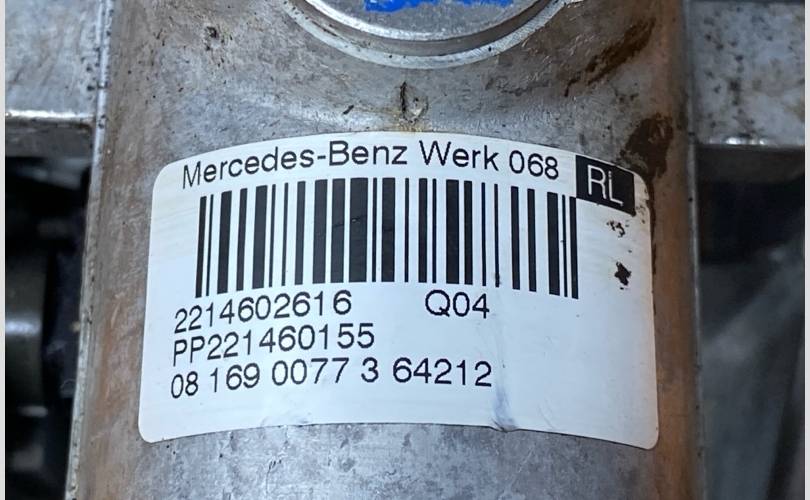 Mercedes-Benz Werk 068
RL
2214602616 Q04
PP221460155
08 169 0077 3 64212